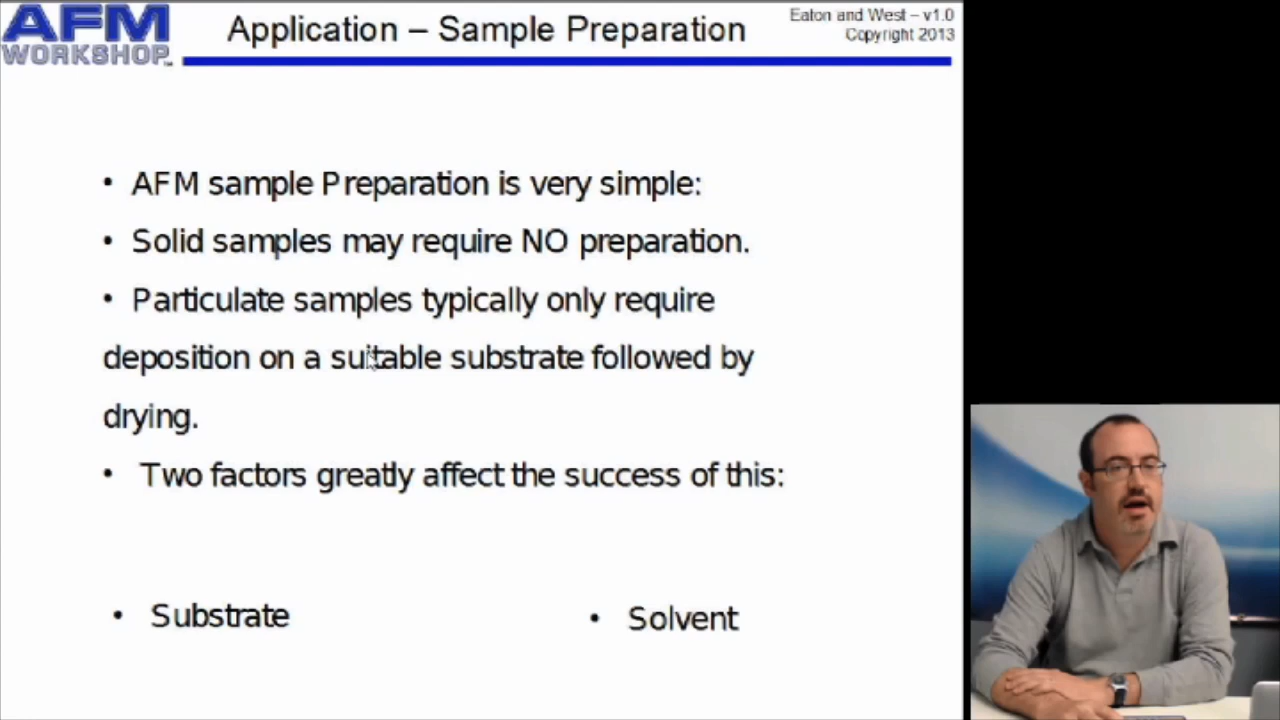 AFM
WORKSHOP™
Application – Sample Preparation
Eaton and West – v1.0
Copyright 2013
• AFM sample Preparation is very simple:
• Solid samples may require NO preparation.
• Particulate samples typically only require
deposition on a suitable substrate followed by
drying.
• Two factors greatly affect the success of this:
• Substrate
• Solvent